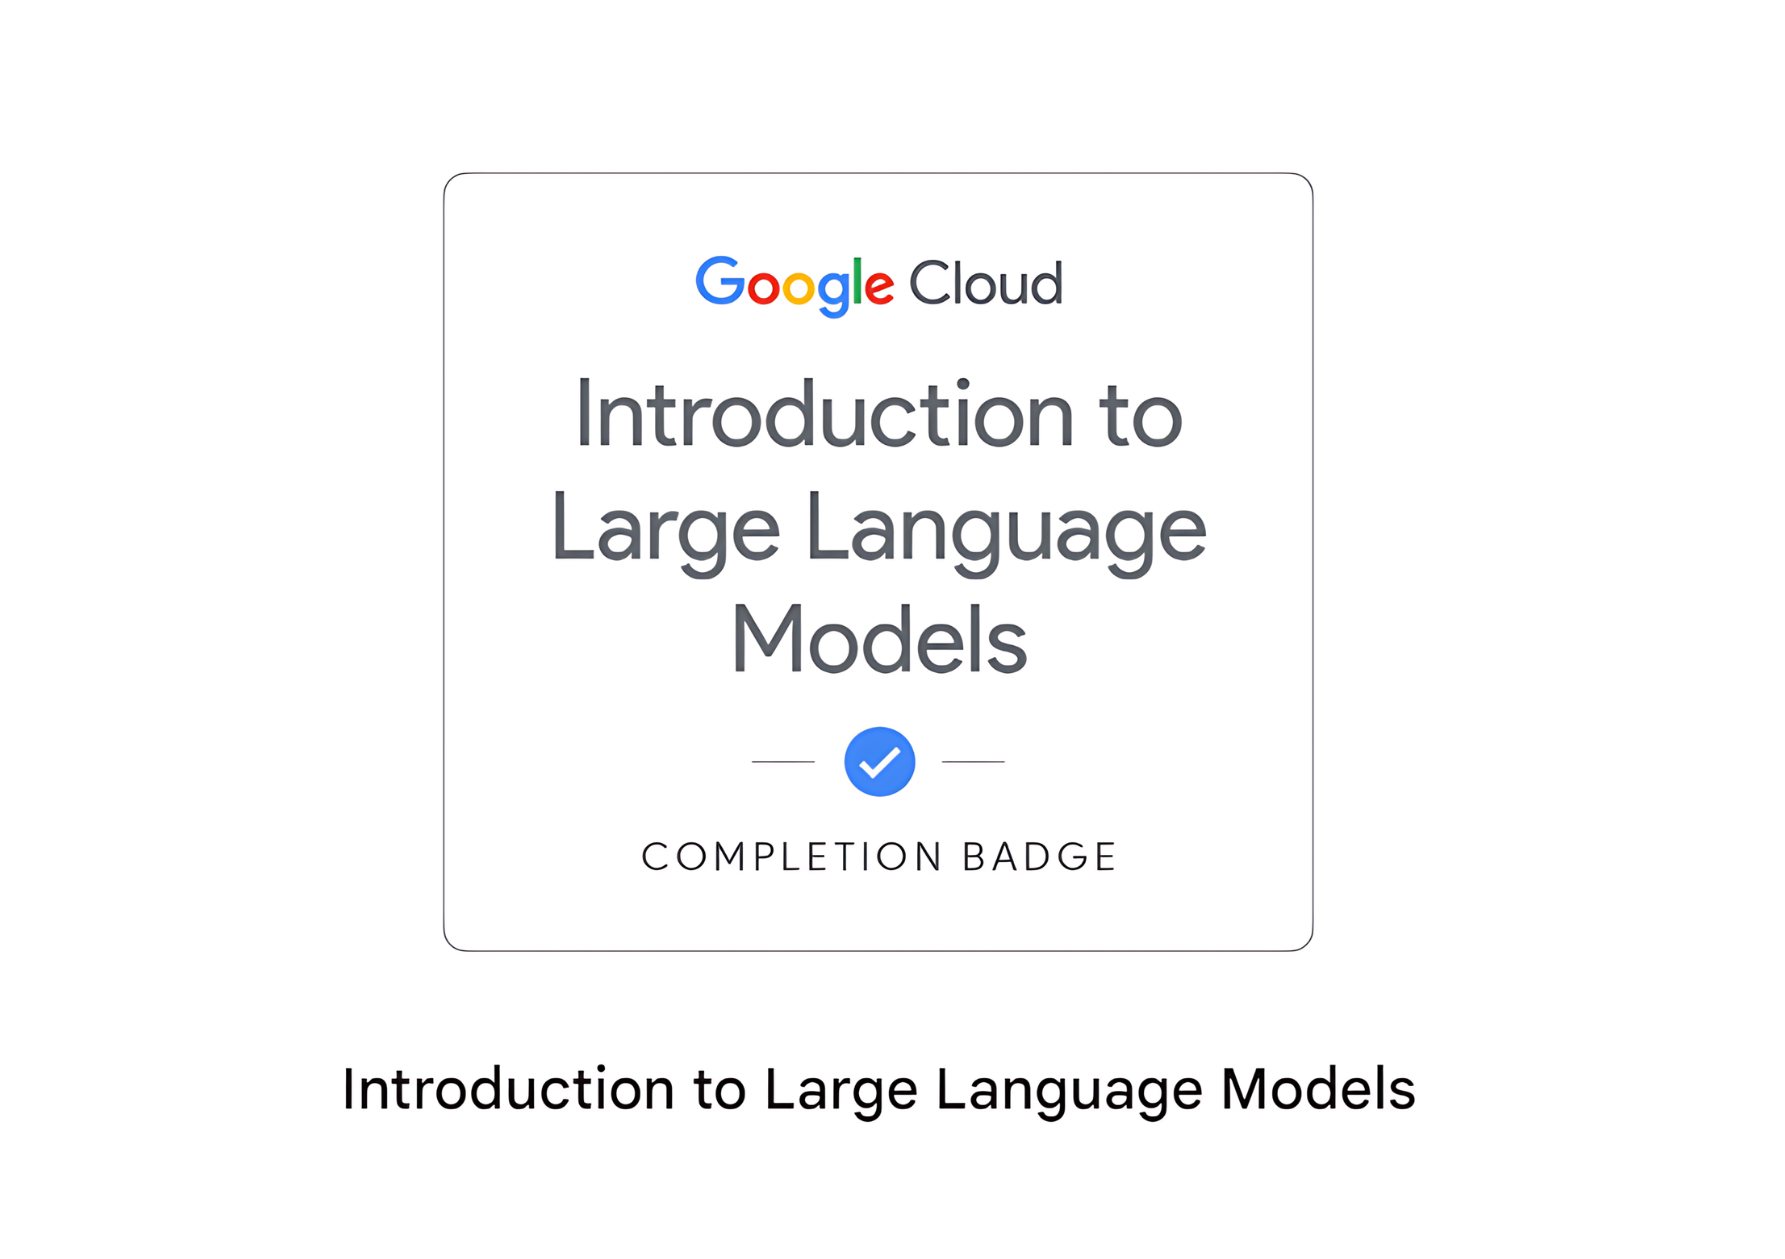 Google Cloud
Introduction to
Large Language
Models
COMPLETION BADGE
Introduction to Large Language Models